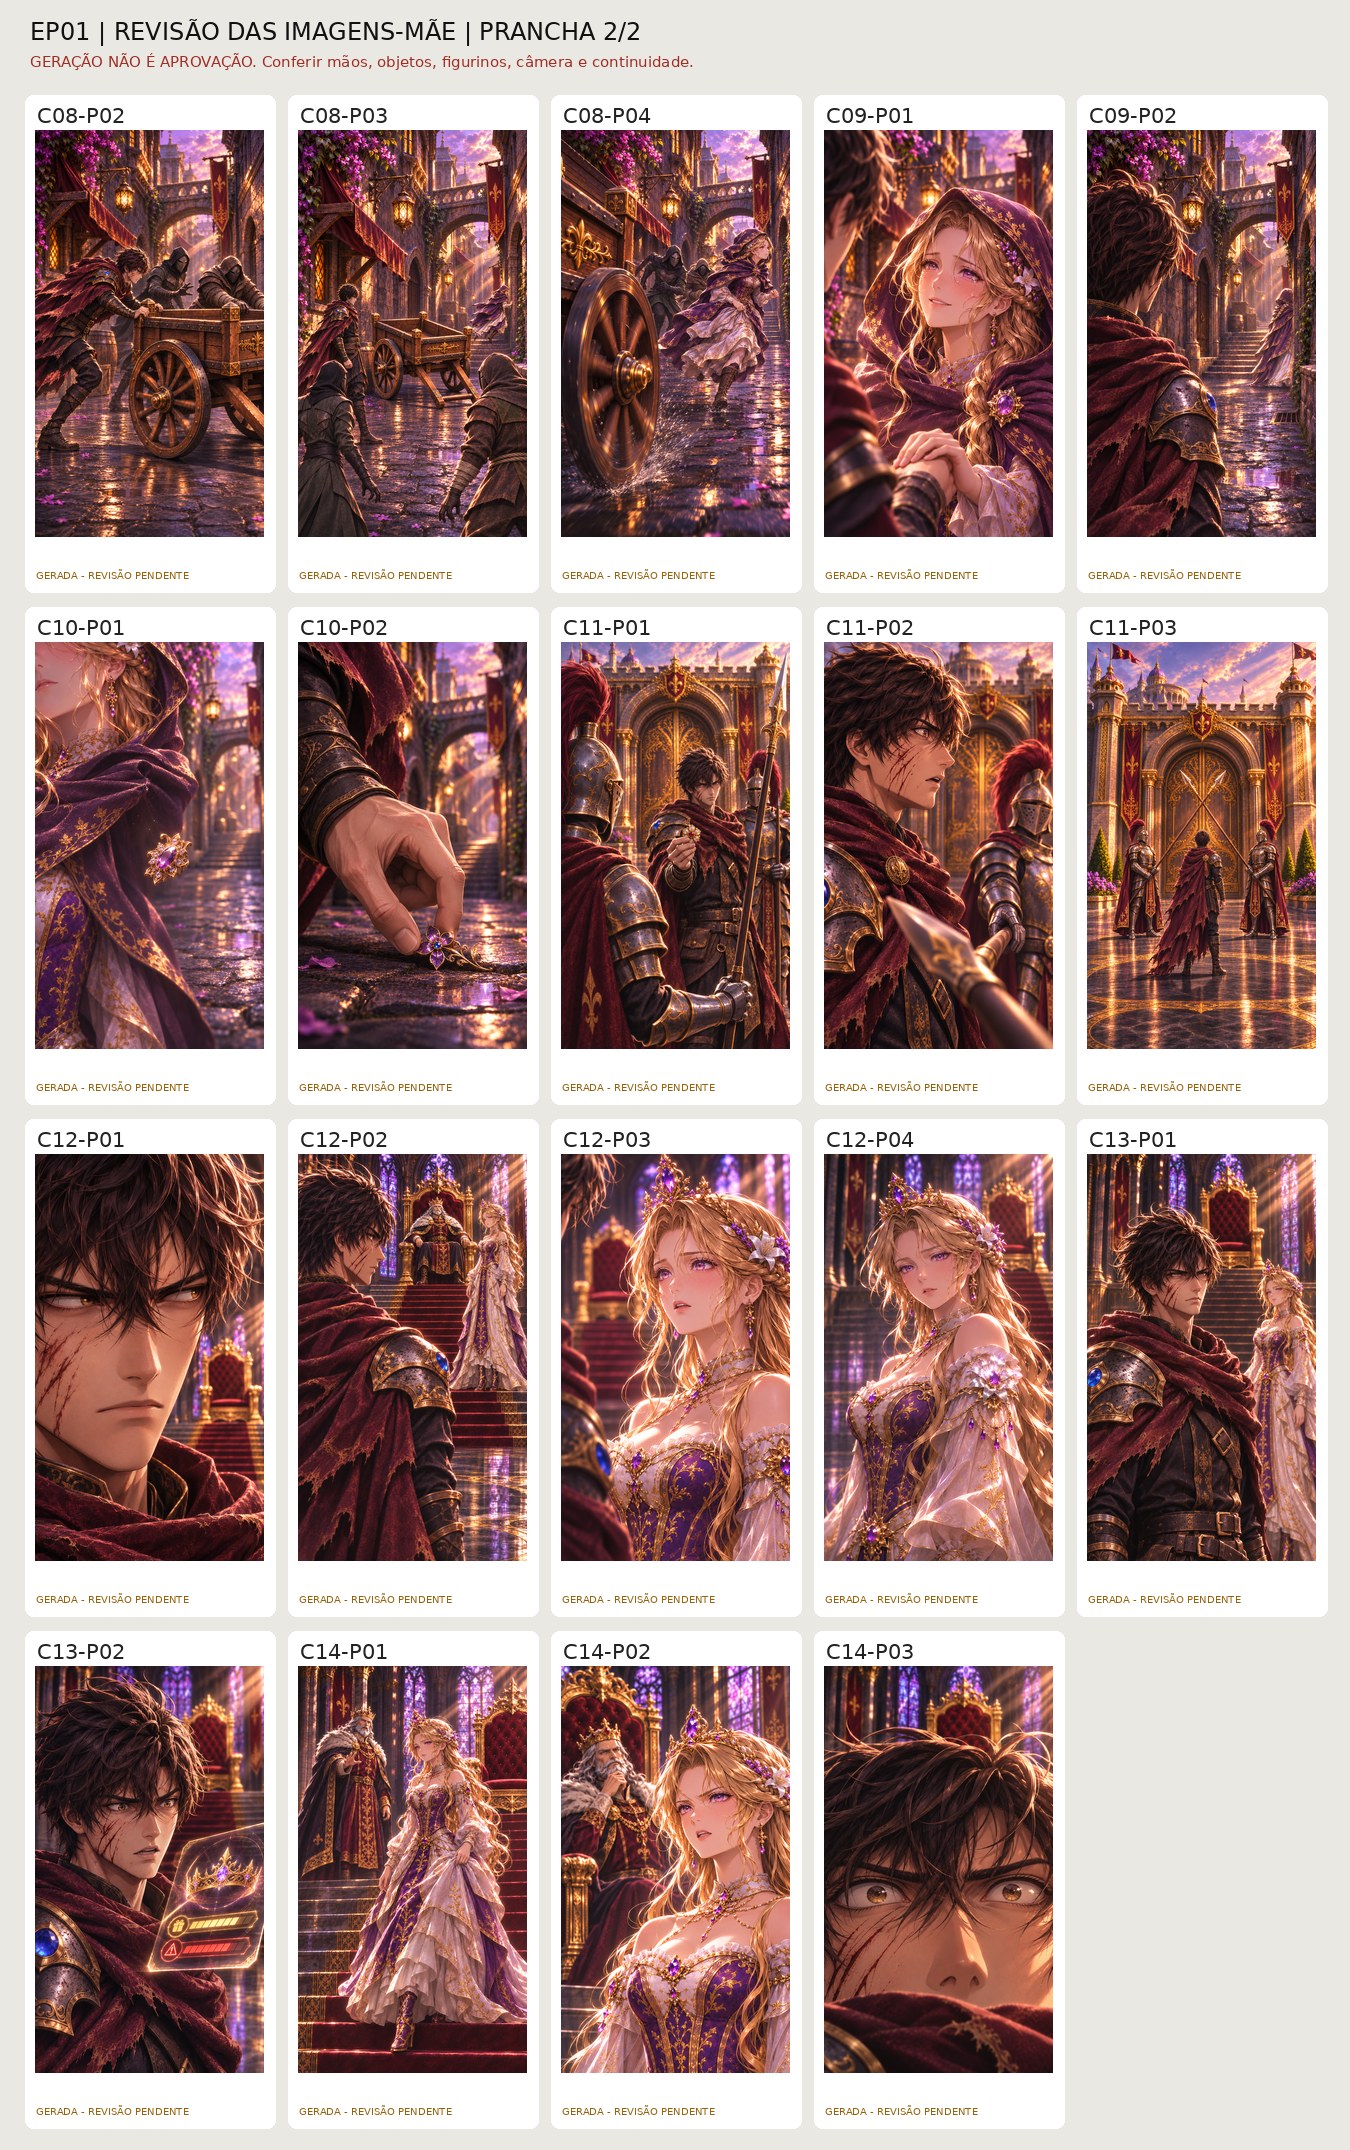 EP01 | REVISÃO DAS IMAGENS-MÃE | PRANCHA 2/2
GERAÇÃO NÃO É APROVAÇÃO. Conferir mãos, objetos, figurinos, câmera e continuidade.
C08-P02
C08-P03
C08-P04
C09-P01
C09-P02
GERADA - REVISÃO PENDENTE
GERADA - REVISÃO PENDENTE
GERADA - REVISÃO PENDENTE
GERADA - REVISÃO PENDENTE
GERADA - REVISÃO PENDENTE
C10-P01
C10-P02
C11-P01
C11-P02
C11-P03
GERADA - REVISÃO PENDENTE
GERADA - REVISÃO PENDENTE
GERADA - REVISÃO PENDENTE
GERADA - REVISÃO PENDENTE
GERADA - REVISÃO PENDENTE
C12-P01
C12-P02
C12-P03
C12-P04
C13-P01
GERADA - REVISÃO PENDENTE
GERADA - REVISÃO PENDENTE
GERADA - REVISÃO PENDENTE
GERADA - REVISÃO PENDENTE
GERADA - REVISÃO PENDENTE
C13-P02
C14-P01
C14-P02
C14-P03
GERADA - REVISÃO PENDENTE
GERADA - REVISÃO PENDENTE
GERADA - REVISÃO PENDENTE
GERADA - REVISÃO PENDENTE